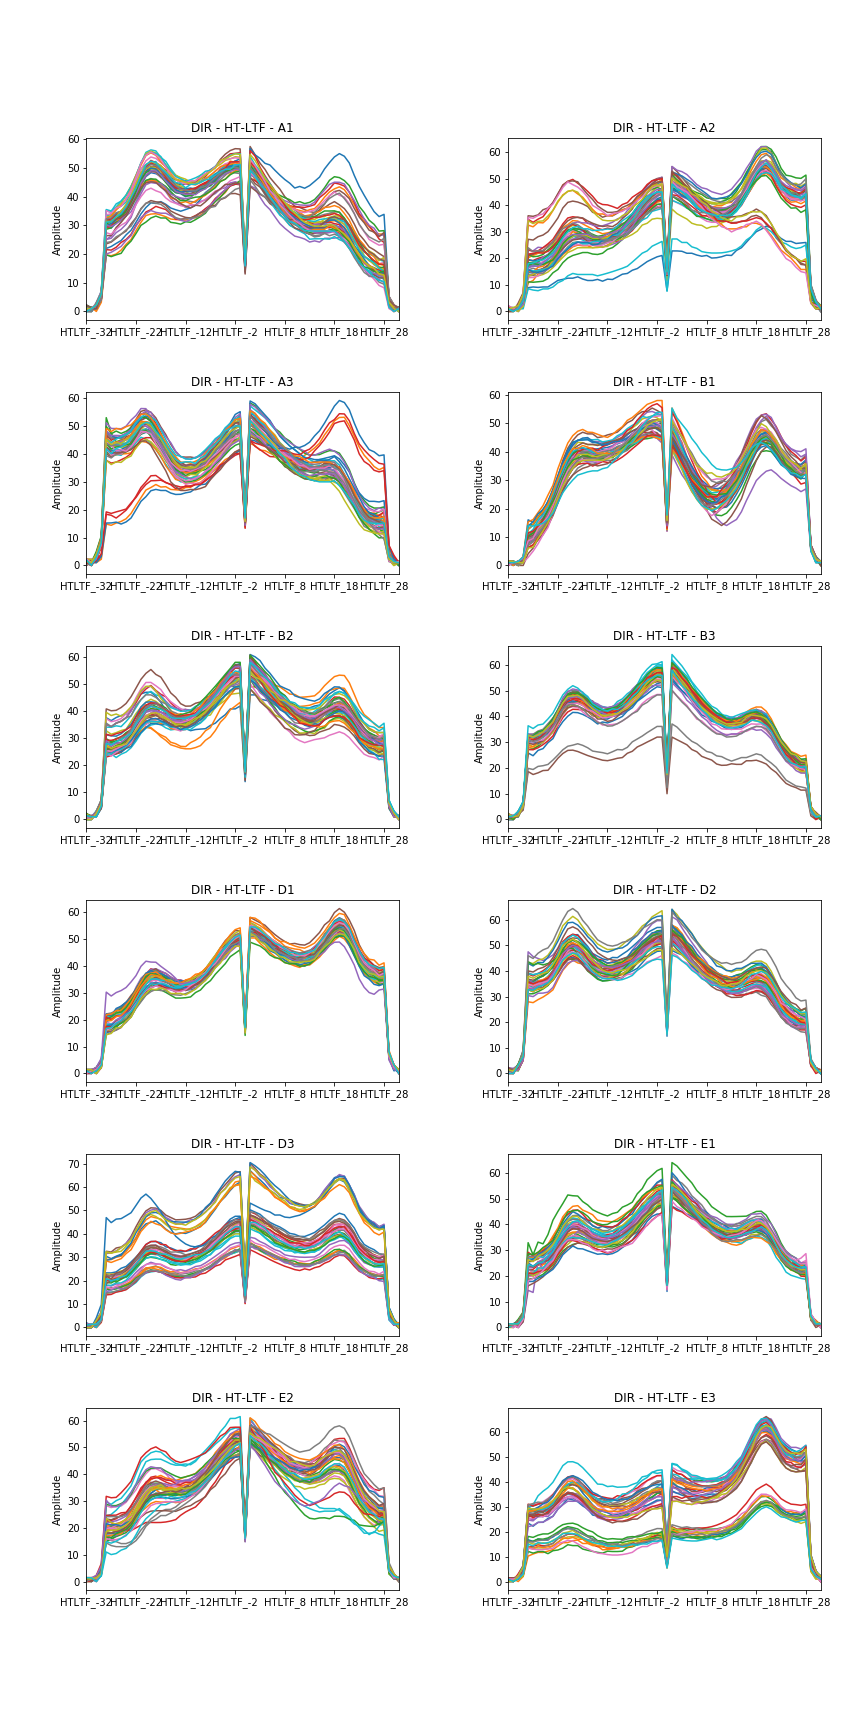 DIR - HT-LTF - A1
60
50
40
30
20
10
0
Amplitude
HTLTF_-32 HTLTF_-22 HTLTF_-12 HTLTF_-2 HTLTF_8 HTLTF_18 HTLTF_28
DIR - HT-LTF - A2
60
50
40
30
20
10
0
Amplitude
HTLTF_-32 HTLTF_-22 HTLTF_-12 HTLTF_-2 HTLTF_8 HTLTF_18 HTLTF_28
DIR - HT-LTF - A3
60
50
40
30
20
10
0
Amplitude
HTLTF_-32 HTLTF_-22 HTLTF_-12 HTLTF_-2 HTLTF_8 HTLTF_18 HTLTF_28
DIR - HT-LTF - B1
60
50
40
30
20
10
0
Amplitude
HTLTF_-32 HTLTF_-22 HTLTF_-12 HTLTF_-2 HTLTF_8 HTLTF_18 HTLTF_28
DIR - HT-LTF - B2
60
50
40
30
20
10
0
Amplitude
HTLTF_-32 HTLTF_-22 HTLTF_-12 HTLTF_-2 HTLTF_8 HTLTF_18 HTLTF_28
DIR - HT-LTF - B3
60
50
40
30
20
10
0
Amplitude
HTLTF_-32 HTLTF_-22 HTLTF_-12 HTLTF_-2 HTLTF_8 HTLTF_18 HTLTF_28
DIR - HT-LTF - D1
60
50
40
30
20
10
0
Amplitude
HTLTF_-32 HTLTF_-22 HTLTF_-12 HTLTF_-2 HTLTF_8 HTLTF_18 HTLTF_28
DIR - HT-LTF - D2
60
50
40
30
20
10
0
Amplitude
HTLTF_-32 HTLTF_-22 HTLTF_-12 HTLTF_-2 HTLTF_8 HTLTF_18 HTLTF_28
DIR - HT-LTF - D3
70
60
50
40
30
20
10
0
Amplitude
HTLTF_-32 HTLTF_-22 HTLTF_-12 HTLTF_-2 HTLTF_8 HTLTF_18 HTLTF_28
DIR - HT-LTF - E1
60
50
40
30
20
10
0
Amplitude
HTLTF_-32 HTLTF_-22 HTLTF_-12 HTLTF_-2 HTLTF_8 HTLTF_18 HTLTF_28
DIR - HT-LTF - E2
60
50
40
30
20
10
0
Amplitude
HTLTF_-32 HTLTF_-22 HTLTF_-12 HTLTF_-2 HTLTF_8 HTLTF_18 HTLTF_28
DIR - HT-LTF - E3
60
50
40
30
20
10
0
Amplitude
HTLTF_-32 HTLTF_-22 HTLTF_-12 HTLTF_-2 HTLTF_8 HTLTF_18 HTLTF_28